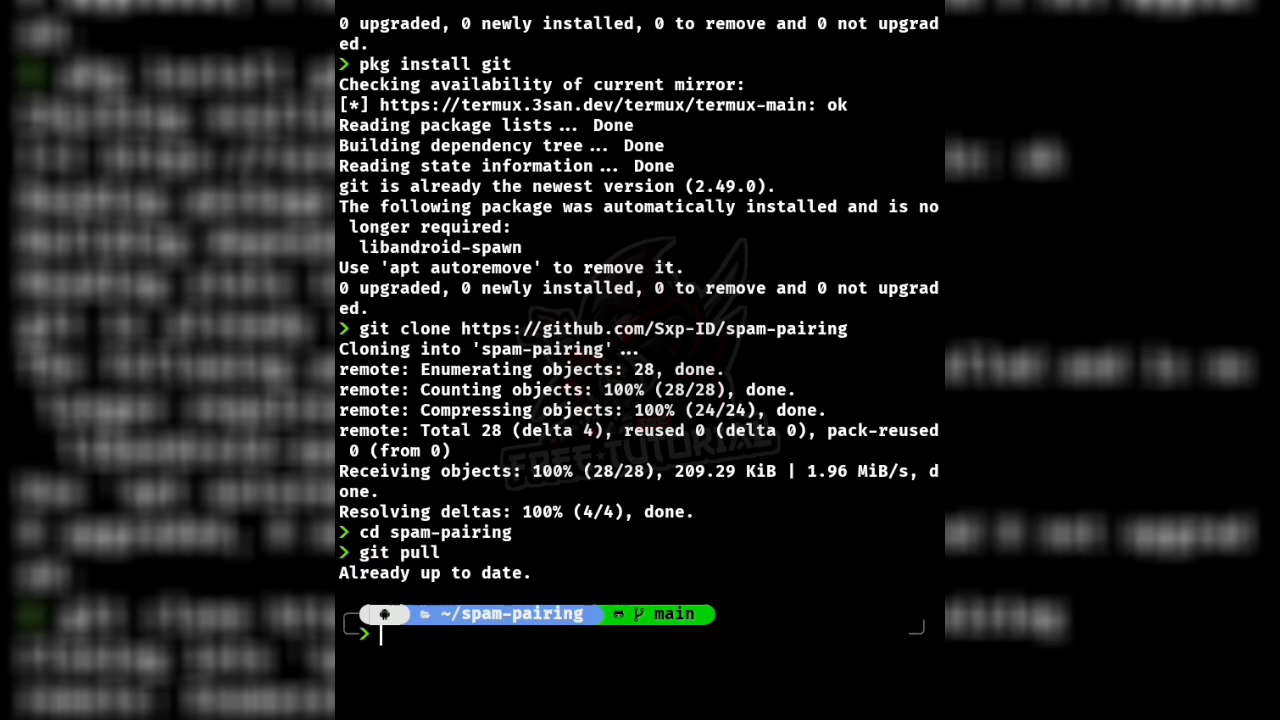 0 upgraded, 0 newly installed, 0 to remove and 0 not upgrad
ed.
❯ pkg install git
Checking availability of current mirror:
[*] https://termux.3san.dev/termux/termux-main: ok
Reading package lists... Done
Building dependency tree... Done
Reading state information... Done
git is already the newest version (2.49.0).
The following package was automatically installed and is no
 longer required:
  libandroid-spawn
Use 'apt autoremove' to remove it.
0 upgraded, 0 newly installed, 0 to remove and 0 not upgrad
ed.
❯ git clone https://github.com/Sxp-ID/spam-pairing
Cloning into 'spam-pairing'...
remote: Enumerating objects: 28, done.
remote: Counting objects: 100% (28/28), done.
remote: Compressing objects: 100% (24/24), done.
remote: Total 28 (delta 4), reused 0 (delta 0), pack-reused
 0 (from 0)
FREE TUTORIAL
Receiving objects: 100% (28/28), 209.29 KiB | 1.96 MiB/s, d
one.
Resolving deltas: 100% (4/4), done.
❯ cd spam-pairing
❯ git pull
Already up to date.
~/spam-pairing main
❯